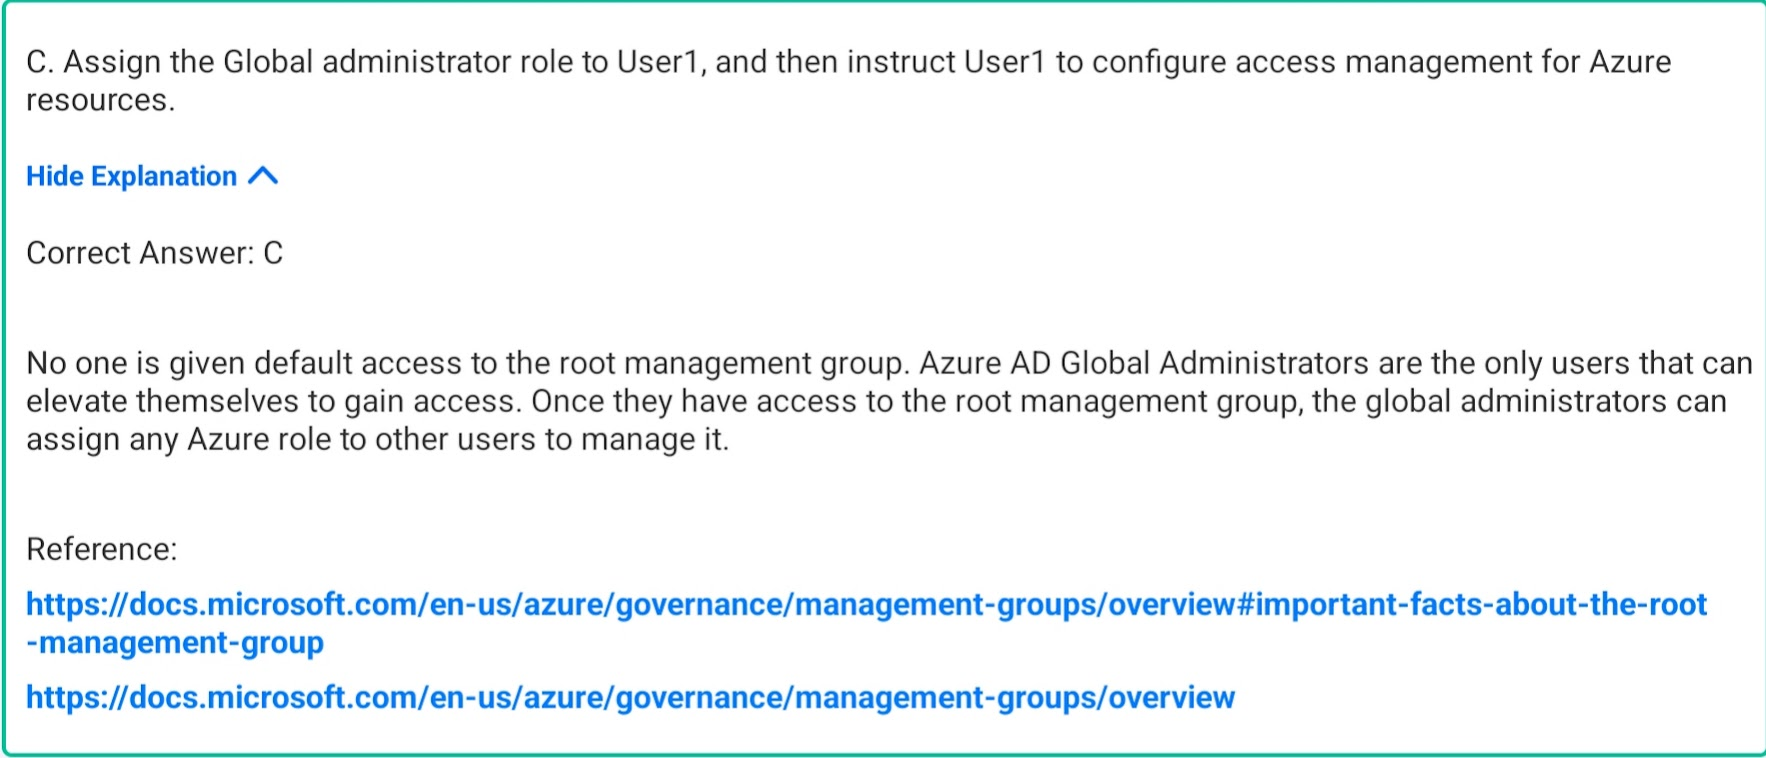 C. Assign the Global administrator role to User1, and then instruct User1 to configure access management for Azure
resources.
Hide Explanation
Correct Answer: C
No one is given default access to the root management group. Azure AD Global Administrators are the only users that can
elevate themselves to gain access. Once they have access to the root management group, the global administrators can
assign any Azure role to other users to manage it.
Reference:
https://docs.microsoft.com/en-us/azure/governance/management-groups/overview#important-facts-about-the-root
-management-group
https://docs.microsoft.com/en-us/azure/governance/management-groups/overview